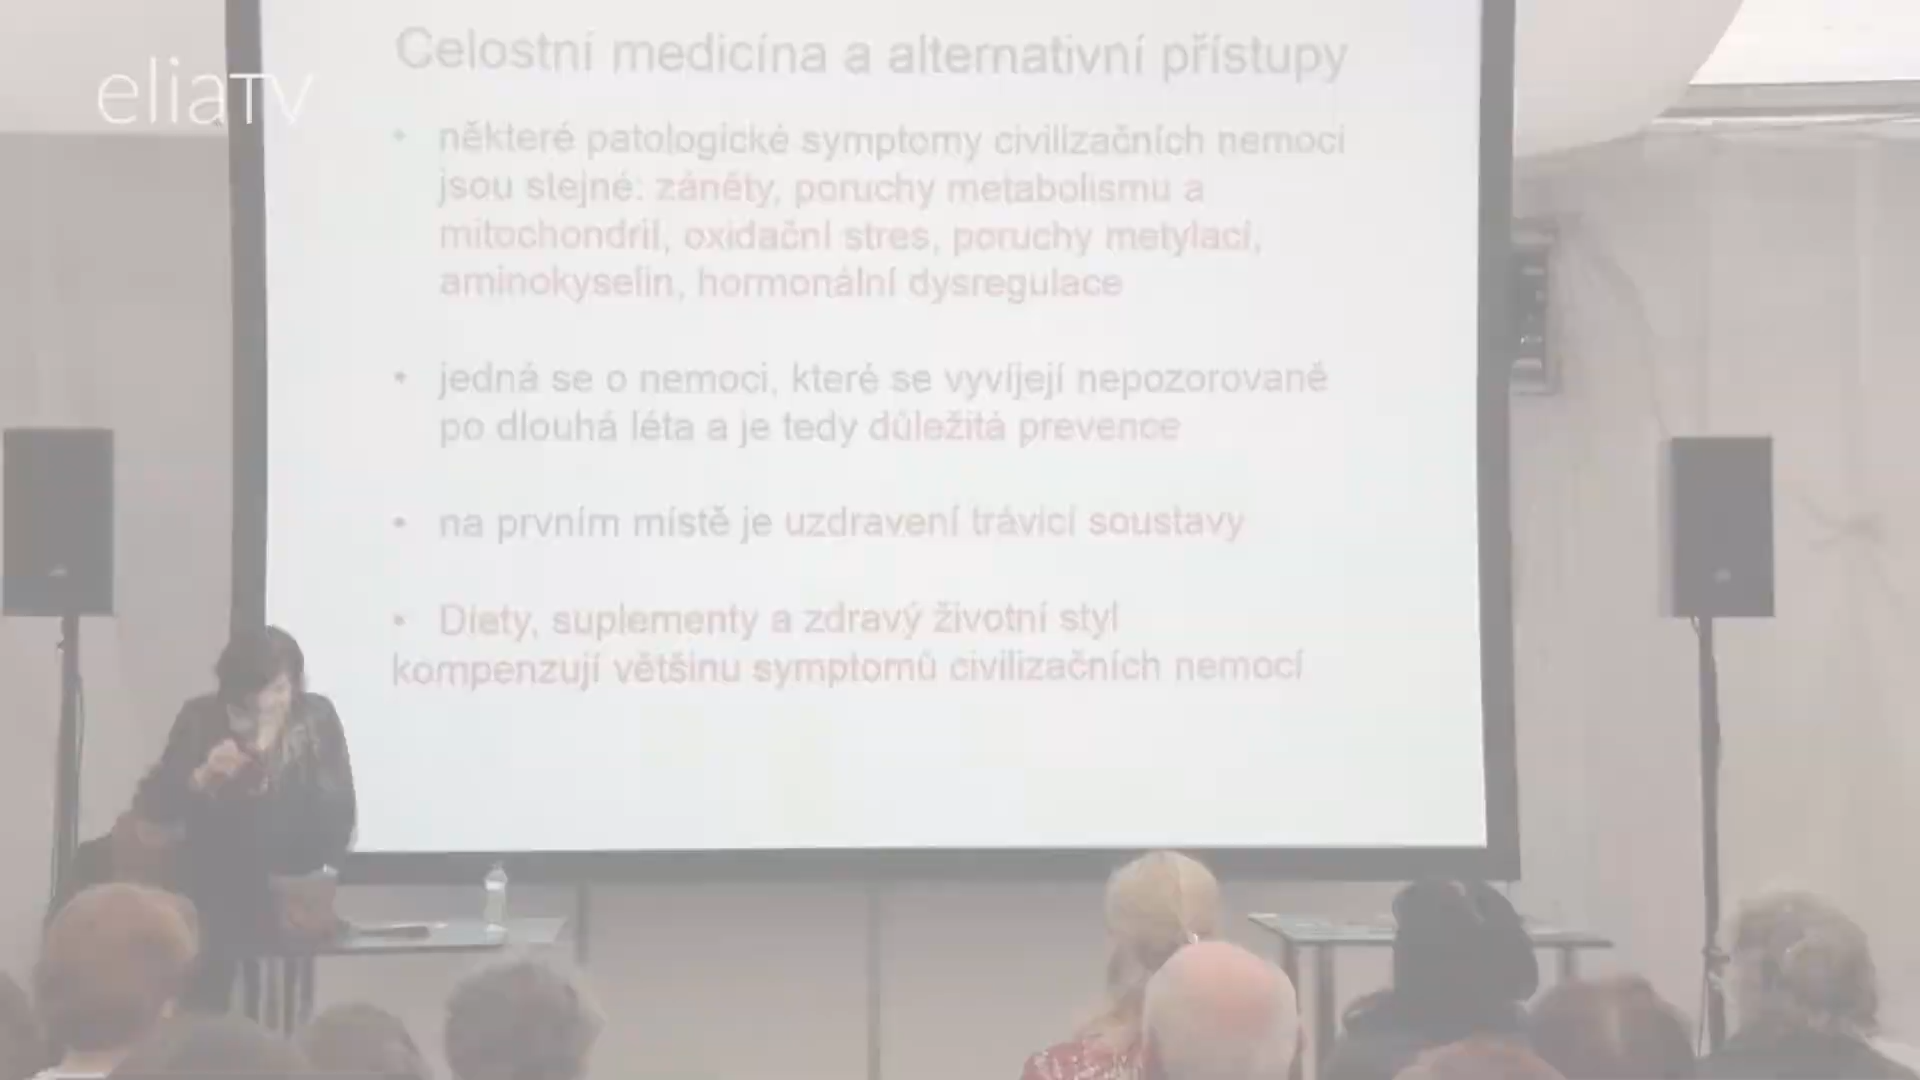 Celostní medicína a alternativní přístupy
eliaTV
• některé patologické symptomy civilizačních nemocí
jsou stejné: záněty, poruchy metabolismu a
mitochondrií, oxidační stres, poruchy metylací,
aminokyselin, hormonální dysregulace
• jedná se o nemoci, které se vyvíjejí nepozorovaně
po dlouhá léta a je tedy důležitá prevence
• na prvním místě je uzdravení trávicí soustavy
• Diety, suplementy a zdravý životní styl
kompenzují většinu symptomů civilizačních nemocí